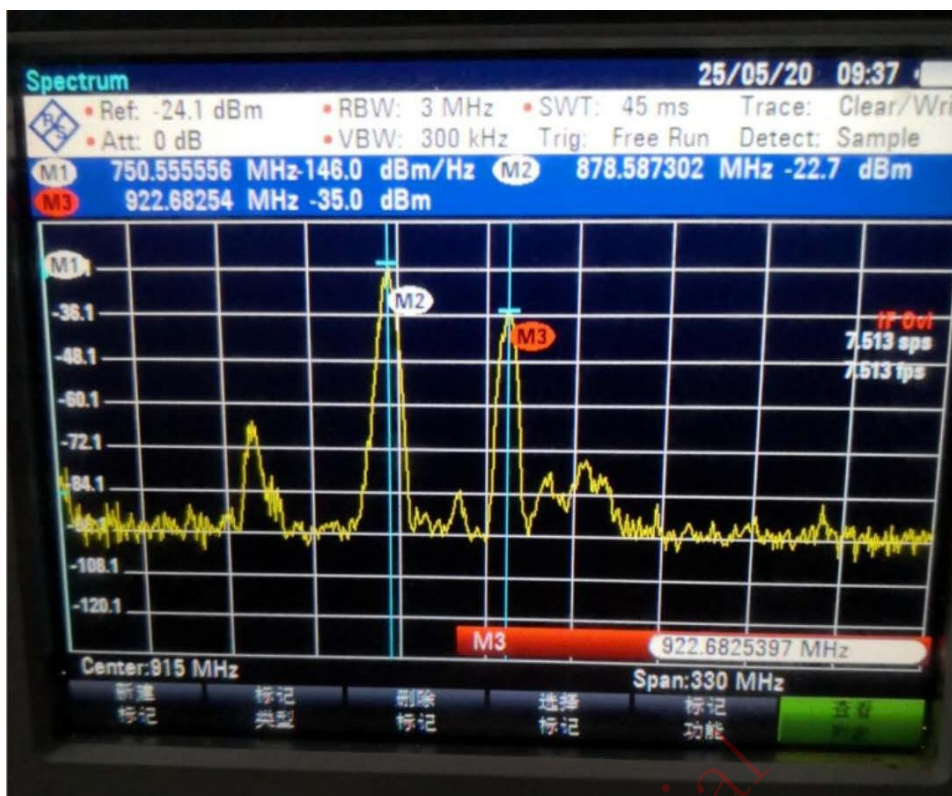 Spectrum 25/05/20 09:37
R S • Ref: -24.1 dBm • RBW: 3 MHz • SWT: 45 ms Trace: Clear/Wri
• Att: 0 dB • VBW: 300 kHz Trig: Free Run Detect: Sample
M1 750.555556 MHz-146.0 dBm/Hz M2 878.587302 MHz -22.7 dBm
M3 922.68254 MHz -35.0 dBm
M1
M2
-36.1 M3 IF Ovl
7.513 sps
-48.1
7.513 fps
-60.1
-72.1
-84.1
-108.1
-120.1
M3 922.6825397 MHz
Center:915 MHz Span:330 MHz
新建 标记 删除 选择 标记 查看
标记 类型 标记 标记 功能